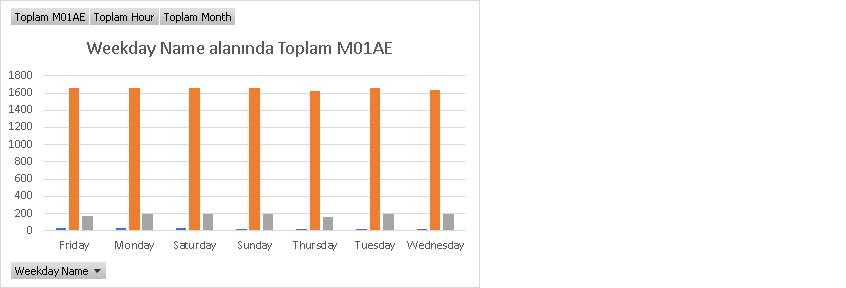 Toplam M01AE Toplam Hour Toplam Month
Weekday Name alanında Toplam M01AE
1800
1600
1400
1200
1000
800
600
400
200
0
Friday Monday Saturday Sunday Thursday Tuesday Wednesday
Weekday Name